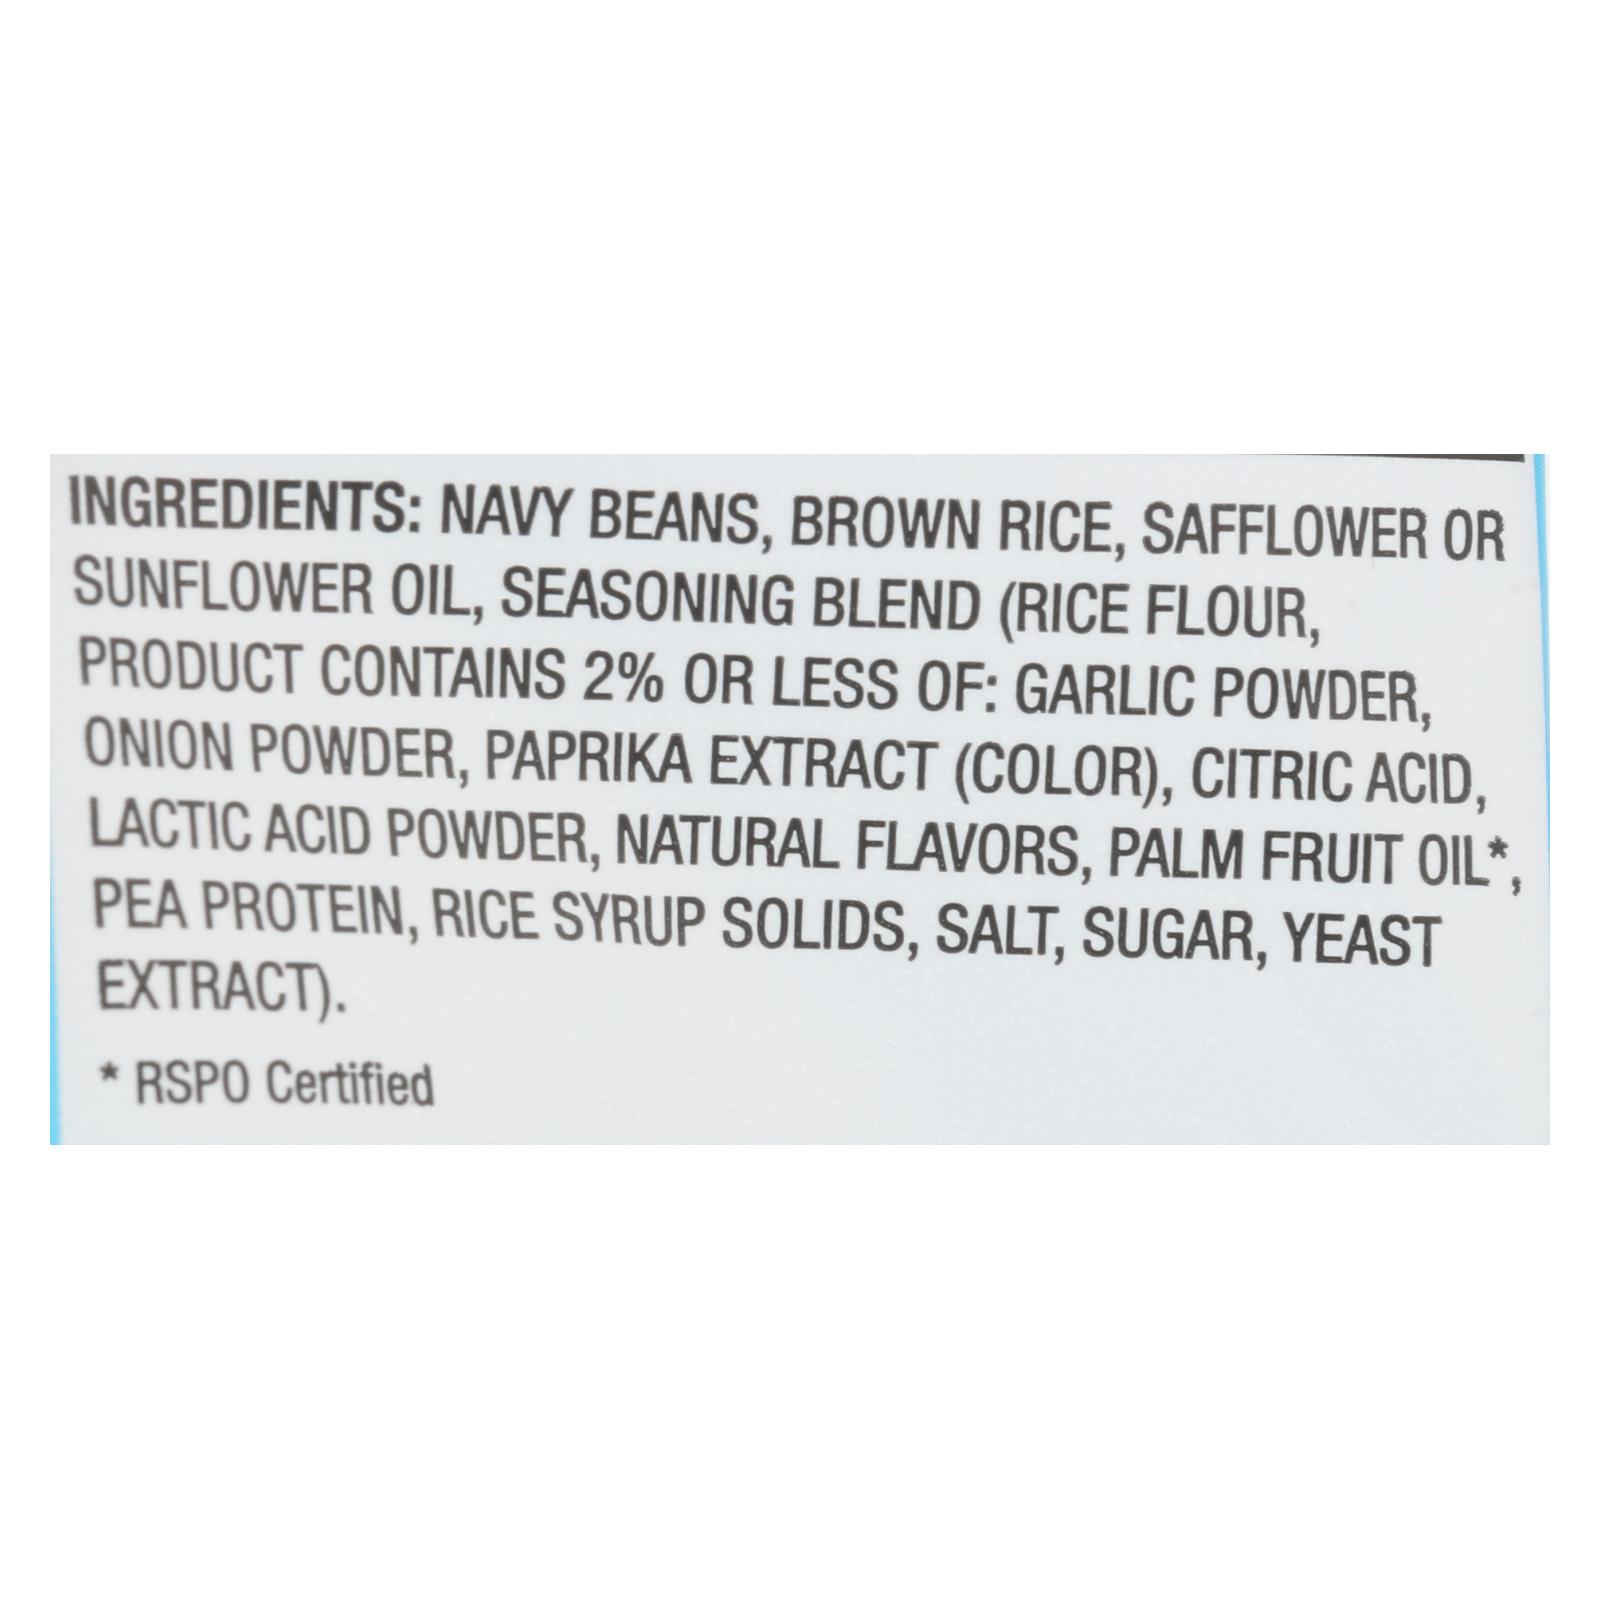 INGREDIENTS: NAVY BEANS, BROWN RICE, SAFFLOWER OR
SUNFLOWER OIL, SEASONING BLEND (RICE FLOUR,
PRODUCT CONTAINS 2% OR LESS OF: GARLIC POWDER,
ONION POWDER, PAPRIKA EXTRACT (COLOR), CITRIC ACID,
LACTIC ACID POWDER, NATURAL FLAVORS, PALM FRUIT OIL*,
PEA PROTEIN, RICE SYRUP SOLIDS, SALT, SUGAR, YEAST
EXTRACT).
* RSPO Certified